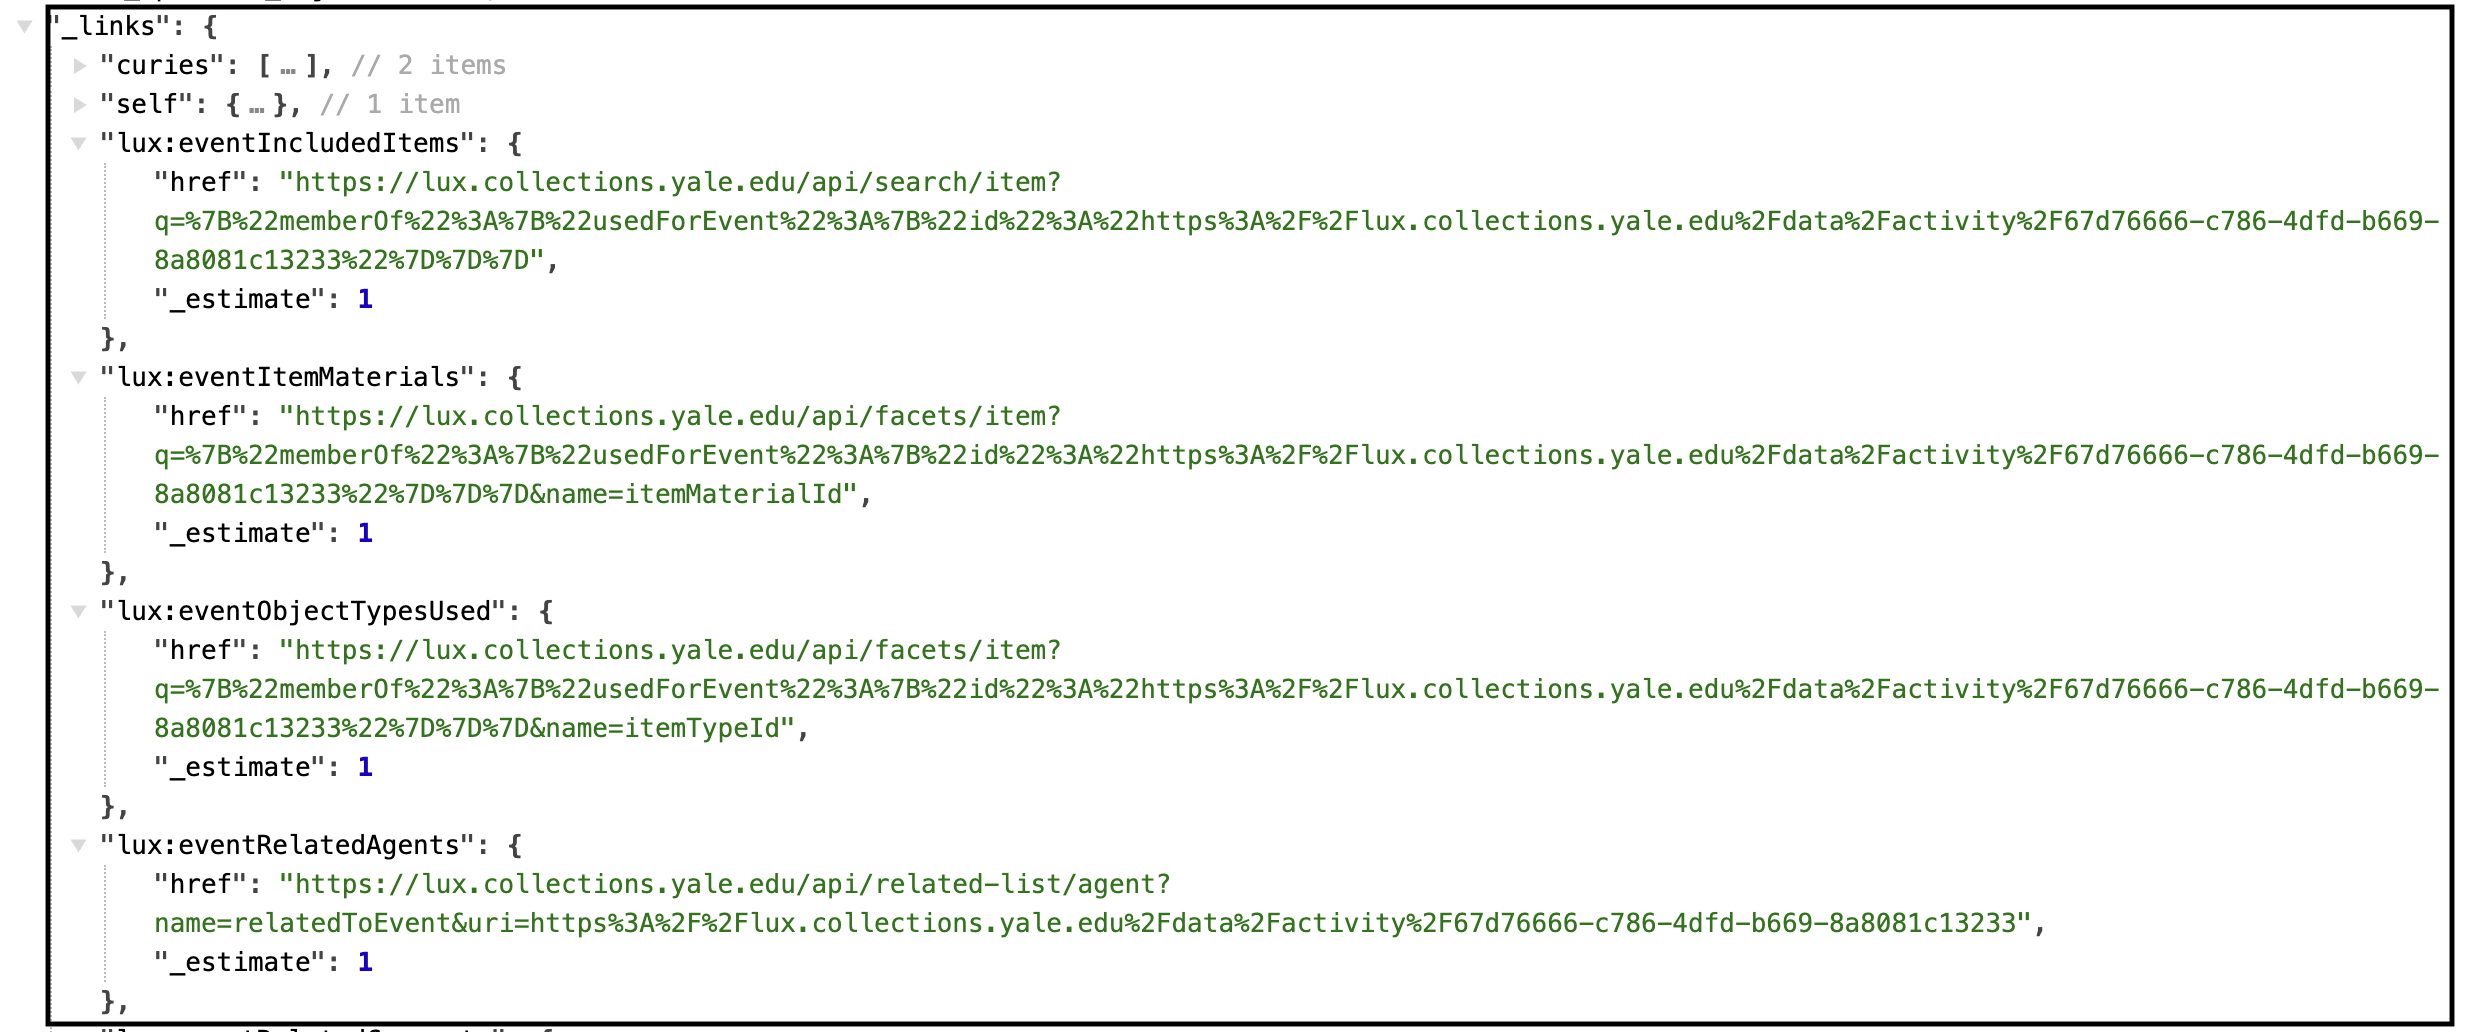 "_links": {
"curies": [ … ], // 2 items
"self": { … }, // 1 item
"lux:eventIncludedItems": {
"href": "https://lux.collections.yale.edu/api/search/item?
q=%7B%22memberOf%22%3A%7B%22usedForEvent%22%3A%7B%22id%22%3A%22https%3A%2F%2Flux.collections.yale.edu%2Fdata%2Factivity%2F67d76666-c786-4dfd-b669-
8a8081c13233%22%7D%7D%7D",
"_estimate": 1
},
"lux:eventItemMaterials": {
"href": "https://lux.collections.yale.edu/api/facets/item?
q=%7B%22memberOf%22%3A%7B%22usedForEvent%22%3A%7B%22id%22%3A%22https%3A%2F%2Flux.collections.yale.edu%2Fdata%2Factivity%2F67d76666-c786-4dfd-b669-
8a8081c13233%22%7D%7D%7D&name=itemMaterialId",
"_estimate": 1
},
"lux:eventObjectTypesUsed": {
"href": "https://lux.collections.yale.edu/api/facets/item?
q=%7B%22memberOf%22%3A%7B%22usedForEvent%22%3A%7B%22id%22%3A%22https%3A%2F%2Flux.collections.yale.edu%2Fdata%2Factivity%2F67d76666-c786-4dfd-b669-
8a8081c13233%22%7D%7D%7D&name=itemTypeId",
"_estimate": 1
},
"lux:eventRelatedAgents": {
"href": "https://lux.collections.yale.edu/api/related-list/agent?
name=relatedToEvent&uri=https%3A%2F%2Flux.collections.yale.edu%2Fdata%2Factivity%2F67d76666-c786-4dfd-b669-8a8081c13233",
"_estimate": 1
},